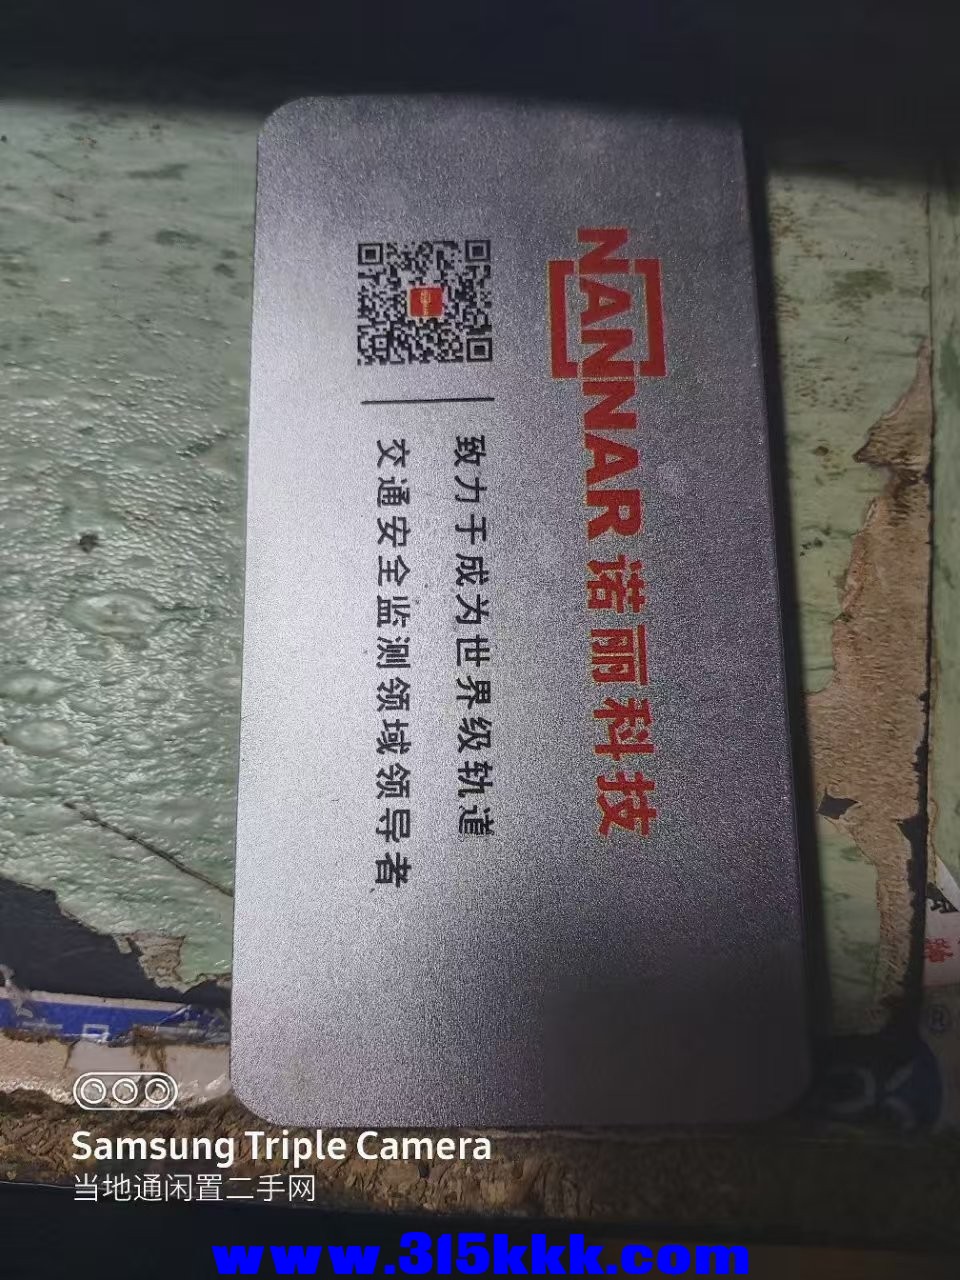 NANNAR 诺丽科技
致力于成为世界级轨道
交通安全监测领域领导者
Samsung Triple Camera
当地通闲置二手网
www.315kkk.com